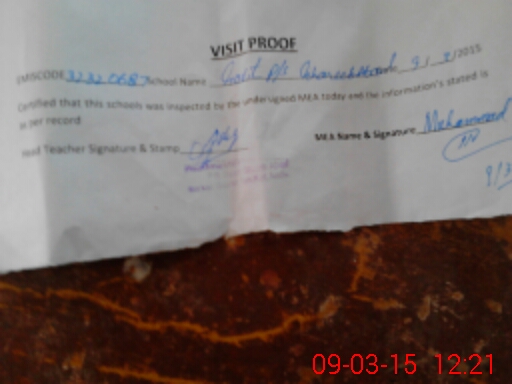 VISIT PROOF
EMISCODE 32320687 School Name Govt P/S 9/3/2015
Certified that this schools was inspected by the undersigned MEA today and the information's stated is
as per record
Head Teacher Signature & Stamp
MEA Name & Signature Muhammad
9/3
09-03-15 12:21